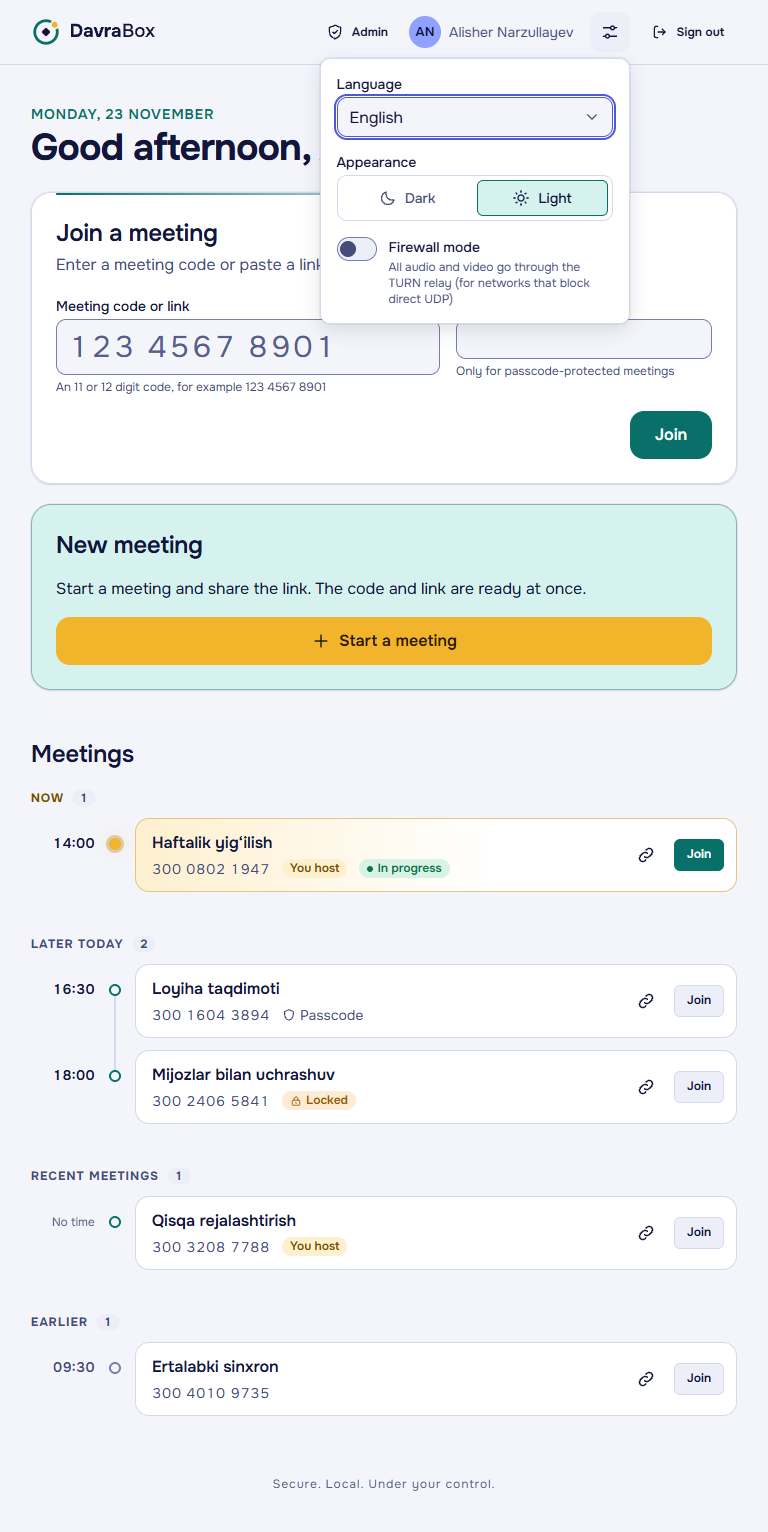 DavraBox
Admin
AN
Alisher Narzullayev
Sign out
Language
English
Appearance
Dark
Light
Firewall mode
All audio and video go through the
TURN relay (for networks that block
direct UDP)
MONDAY, 23 NOVEMBER
Good afternoon,
Join a meeting
Enter a meeting code or paste a link
Meeting code or link
123 4567 8901
An 11 or 12 digit code, for example 123 4567 8901
Only for passcode-protected meetings
Join
New meeting
Start a meeting and share the link. The code and link are ready at once.
Start a meeting
Meetings
NOW 1
14:00
Haftalik yig‘ilish
300 0802 1947 You host In progress
Join
LATER TODAY 2
16:30
Loyiha taqdimoti
300 1604 3894 Passcode
Join
18:00
Mijozlar bilan uchrashuv
300 2406 5841 Locked
Join
RECENT MEETINGS 1
No time
Qisqa rejalashtirish
300 3208 7788 You host
Join
EARLIER 1
09:30
Ertalabki sinxron
300 4010 9735
Join
Secure. Local. Under your control.